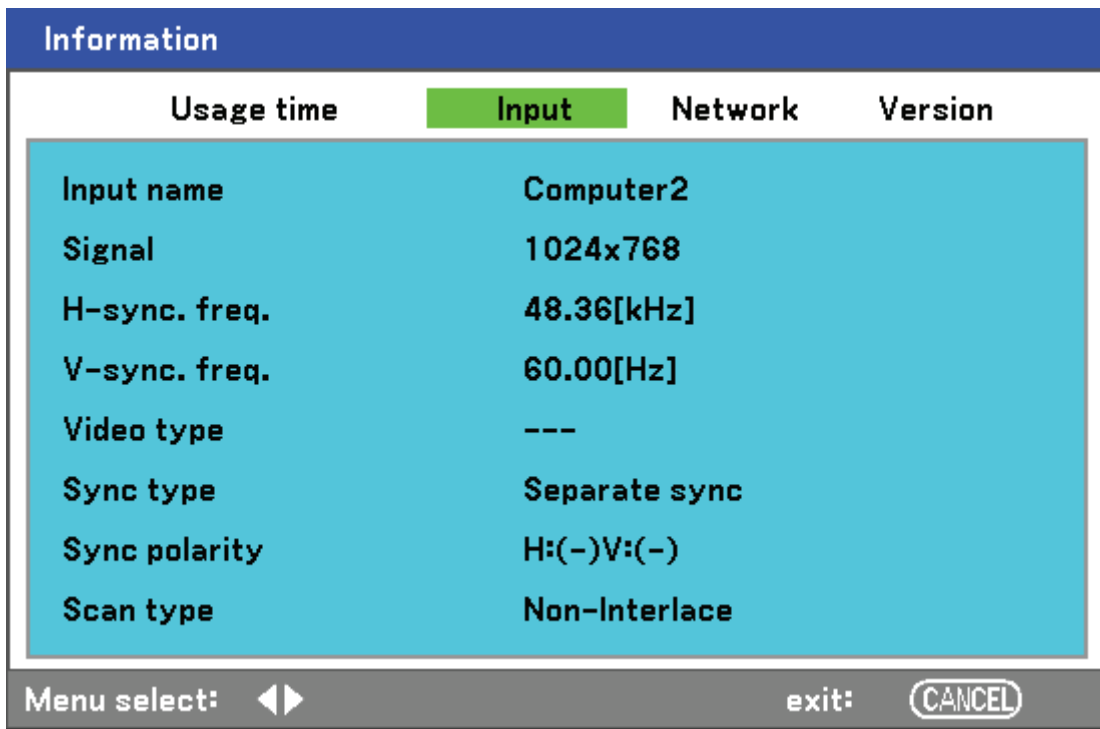 Information
Usage time Input Network Version
Input name Computer2
Signal 1024x768
H-sync. freq. 48.36[kHz]
V-sync. freq. 60.00[Hz]
Video type ---
Sync type Separate sync
Sync polarity H:(-)V:(-)
Scan type Non-Interlace
Menu select: ◀▶ exit: CANCEL